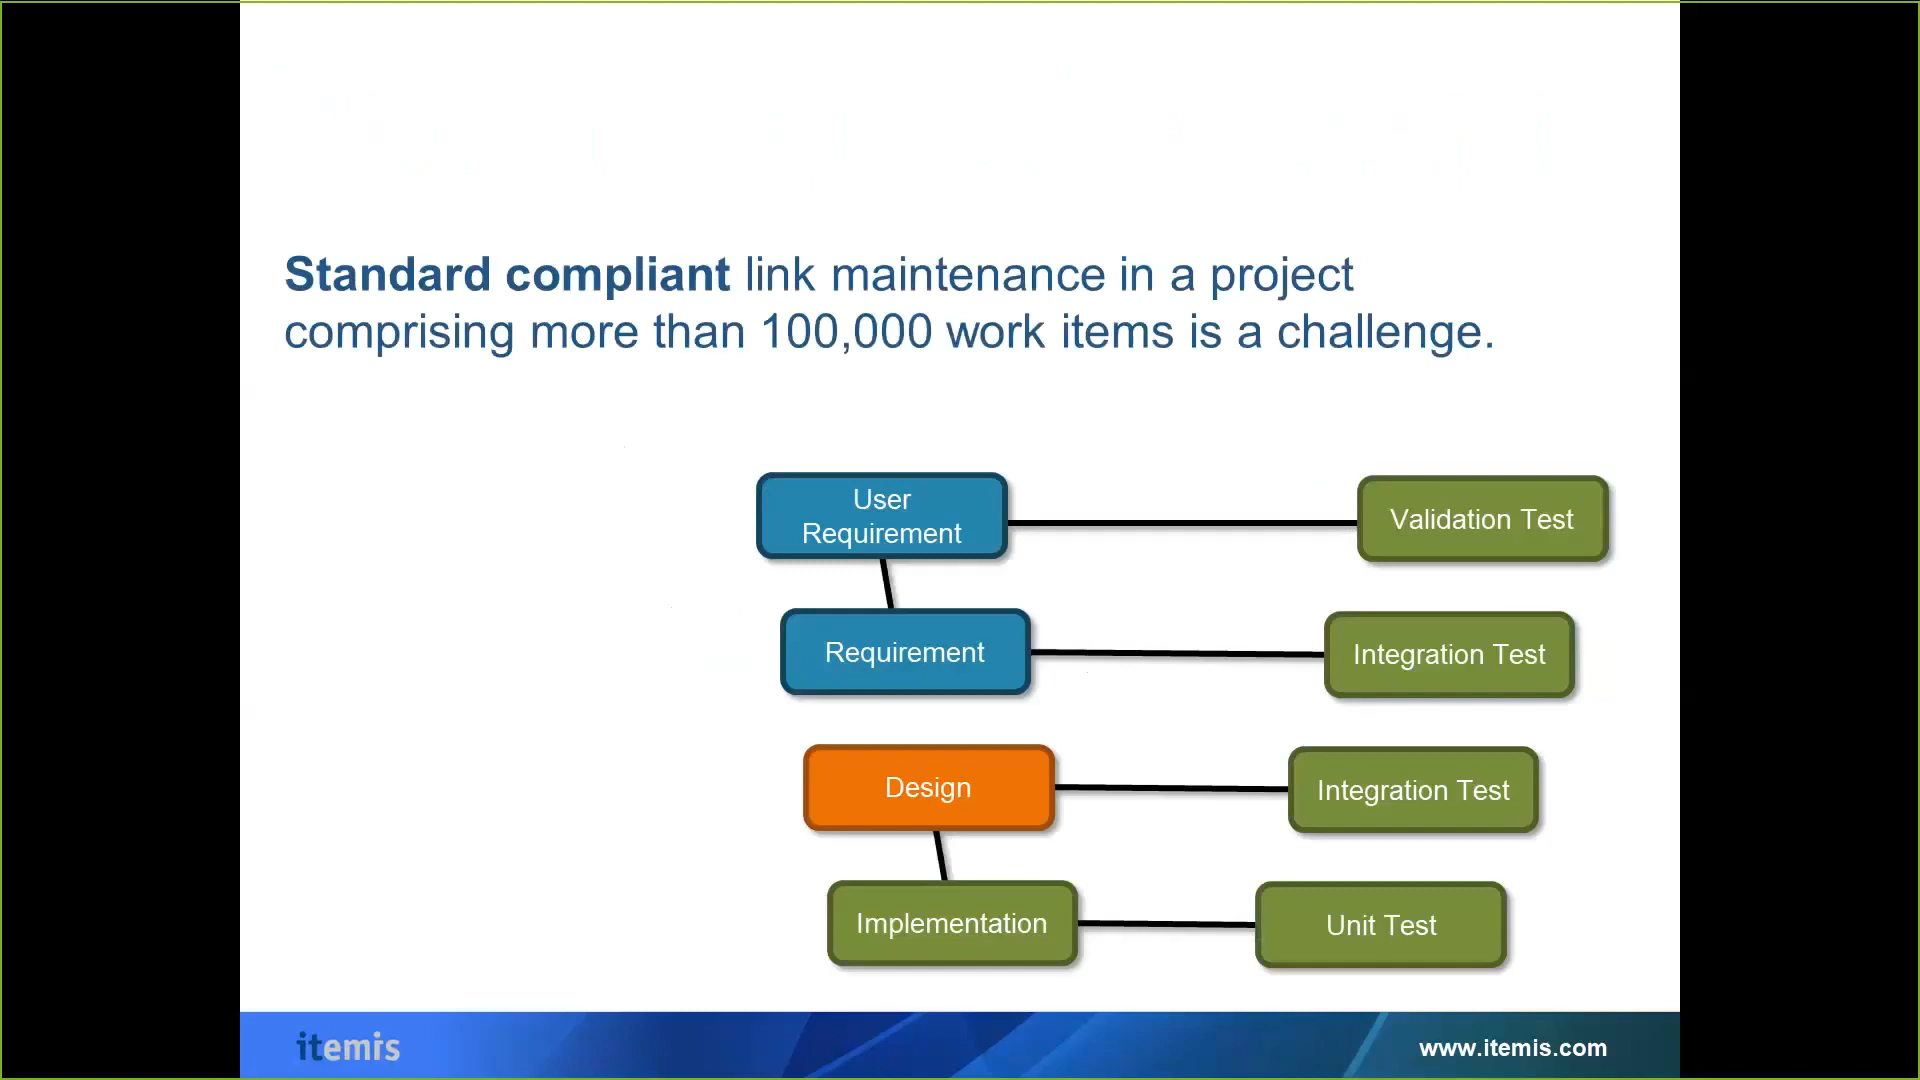 Standard compliant link maintenance in a project
comprising more than 100,000 work items is a challenge.
User
Requirement
Validation Test
Requirement
Integration Test
Design
Integration Test
Implementation
Unit Test
itemis
www.itemis.com